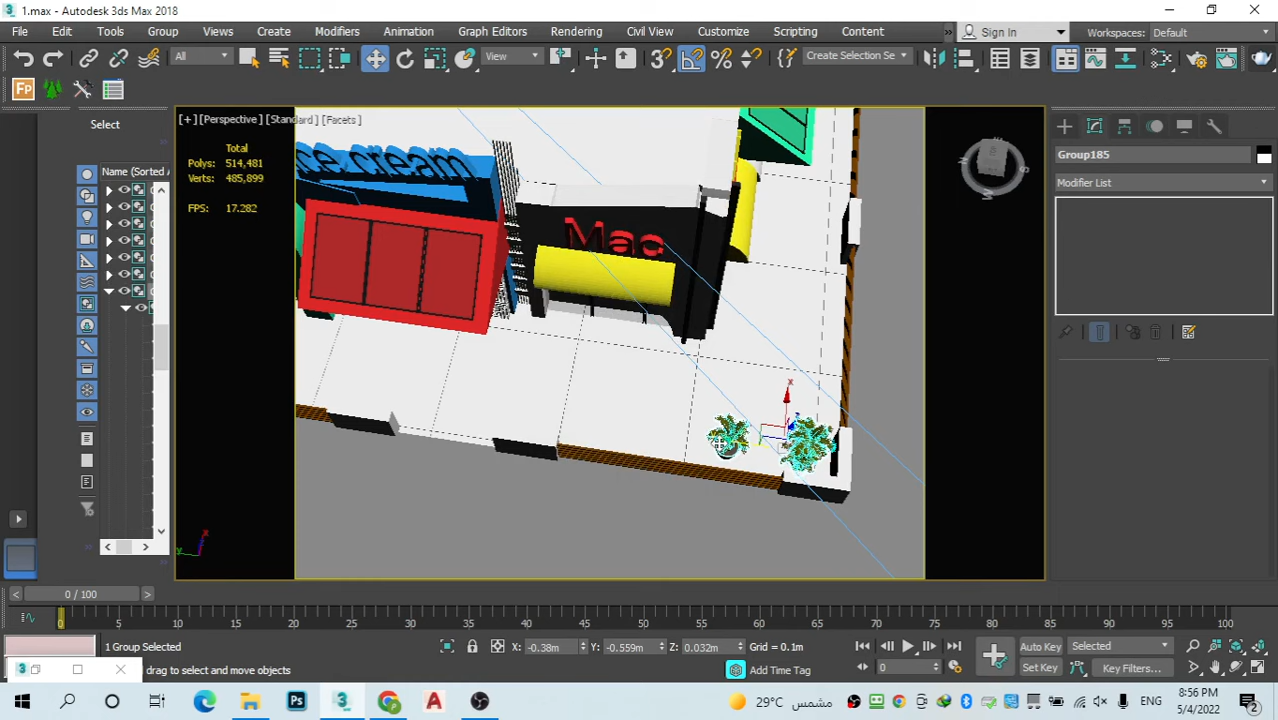 1.max - Autodesk 3ds Max 2018
File Edit Tools Group Views Create Modifiers Animation Graph Editors Rendering Civil View Customize Scripting Content » Sign In Workspaces: Default
All View Create Selection Se
Select
Name (Sorted A
[+] [Perspective] [Standard] [Facets]
Total
Polys: 514,481
Verts: 485,899
FPS: 17.282
ice cream
Mac
Group185
Modifier List
0 / 100
0 5 10 15 20 25 30 35 40 45 50 55 60 65 70 75 80 85 90 95 100
1 Group Selected
X: -0.38m Y: -0.559m Z: 0.032m Grid = 0.1m
Auto Key Selected
drag to select and move objects
Add Time Tag
0
Set Key Key Filters...
29°C مشمس
ENG
8:56 PM
5/4/2022
2